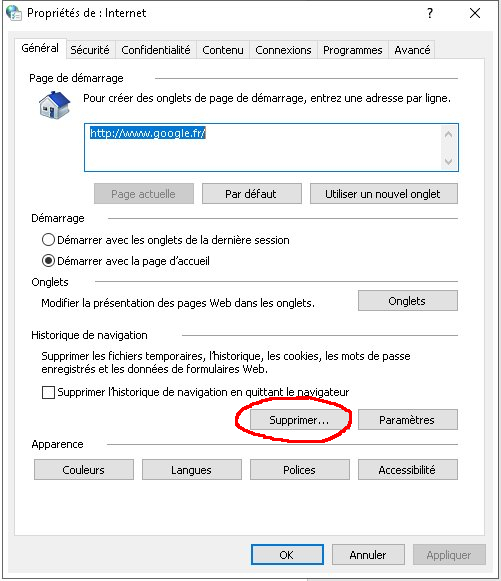 Propriétés de : Internet
?
Général Sécurité Confidentialité Contenu Connexions Programmes Avancé
Page de démarrage
Pour créer des onglets de page de démarrage, entrez une adresse par ligne.
http://www.google.fr/
Page actuelle Par défaut Utiliser un nouvel onglet
Démarrage
Démarrer avec les onglets de la dernière session
Démarrer avec la page d'accueil
Onglets
Modifier la présentation des pages Web dans les onglets. Onglets
Historique de navigation
Supprimer les fichiers temporaires, l'historique, les cookies, les mots de passe
enregistrés et les données de formulaires Web.
Supprimer l'historique de navigation en quittant le navigateur
Supprimer... Paramètres
Apparence
Couleurs Langues Polices Accessibilité
OK Annuler Appliquer